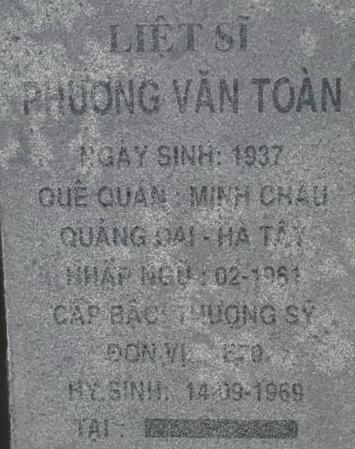 LIỆT SĨ
PHƯƠNG VĂN TOÀN
NGÀY SINH: 1937
QUÊ QUÁN : MINH CHÂU
QUẢNG OAI - HÀ TÂY
NHẬP NGŨ : 02-1961
CẤP BẬC: THƯỢNG SỸ
ĐƠN VỊ:
HY SINH: 14-09-1969
TẠI :